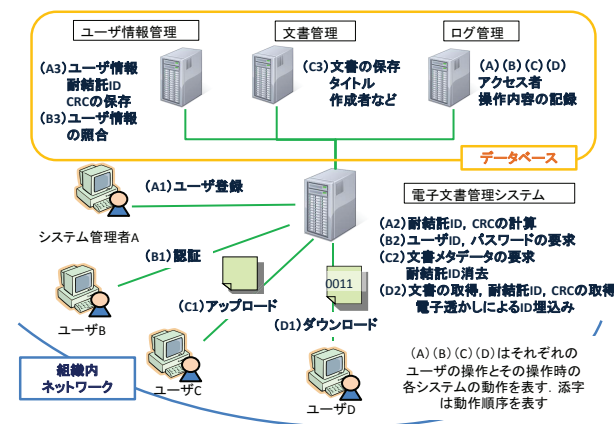 ユーザ情報管理
文書管理
ログ管理
(A3)ユーザ情報
耐結託ID
CRCの保存
(B3)ユーザ情報
の照合
(C3)文書の保存
タイトル
作成者など
(A)(B)(C)(D)
アクセス者
操作内容の記録
データベース
(A1)ユーザ登録
システム管理者A
電子文書管理システム
(A2)耐結託ID, CRCの計算
(B2)ユーザID, パスワードの要求
(C2)文書メタデータの要求
耐結託ID消去
(D2)文書の取得, 耐結託ID, CRCの取得
電子透かしによるID埋込み
(B1)認証
ユーザB
(C1)アップロード
0011
(D1)ダウンロード
ユーザC
ユーザD
組織内
ネットワーク
(A)(B)(C)(D)はそれぞれの
ユーザの操作とその操作時の
各システムの動作を表す. 添字
は動作順序を表す